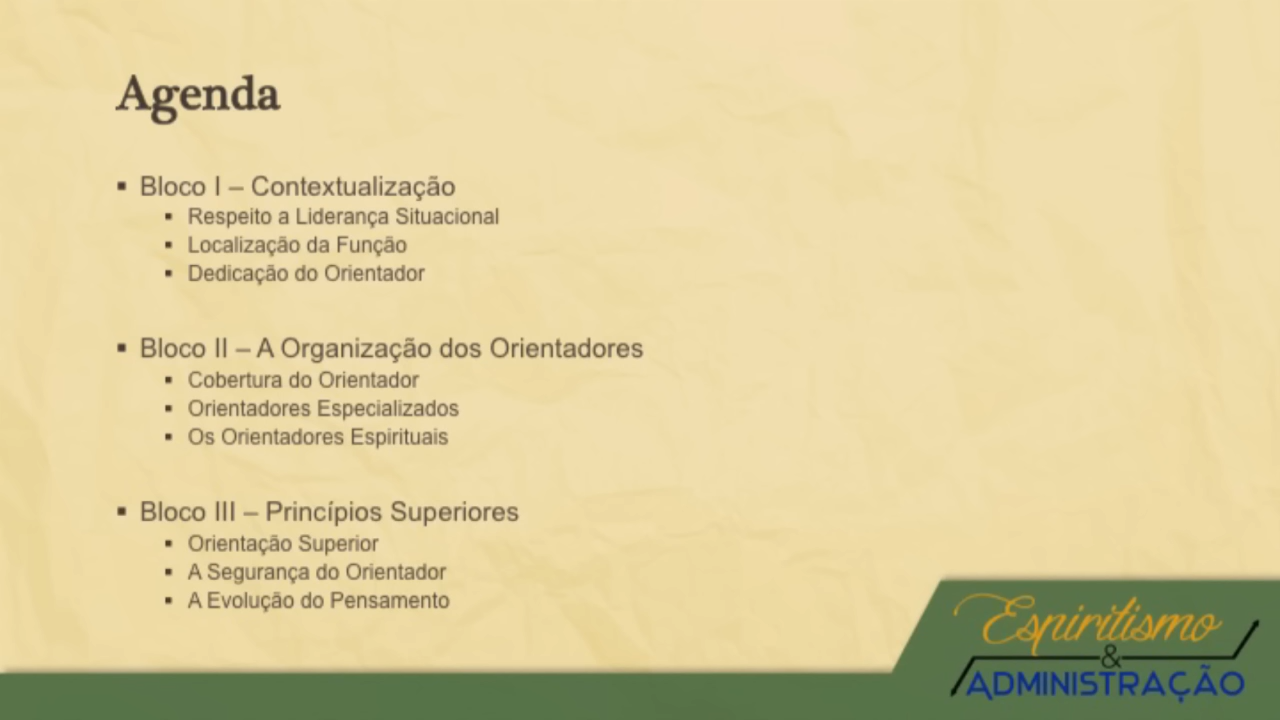 Agenda
▪ Bloco I – Contextualização
▪ Respeito a Liderança Situacional
▪ Localização da Função
▪ Dedicação do Orientador
▪ Bloco II – A Organização dos Orientadores
▪ Cobertura do Orientador
▪ Orientadores Especializados
▪ Os Orientadores Espirituais
▪ Bloco III – Princípios Superiores
▪ Orientação Superior
▪ A Segurança do Orientador
▪ A Evolução do Pensamento
Espiritismo
&
ADMINISTRAÇÃO